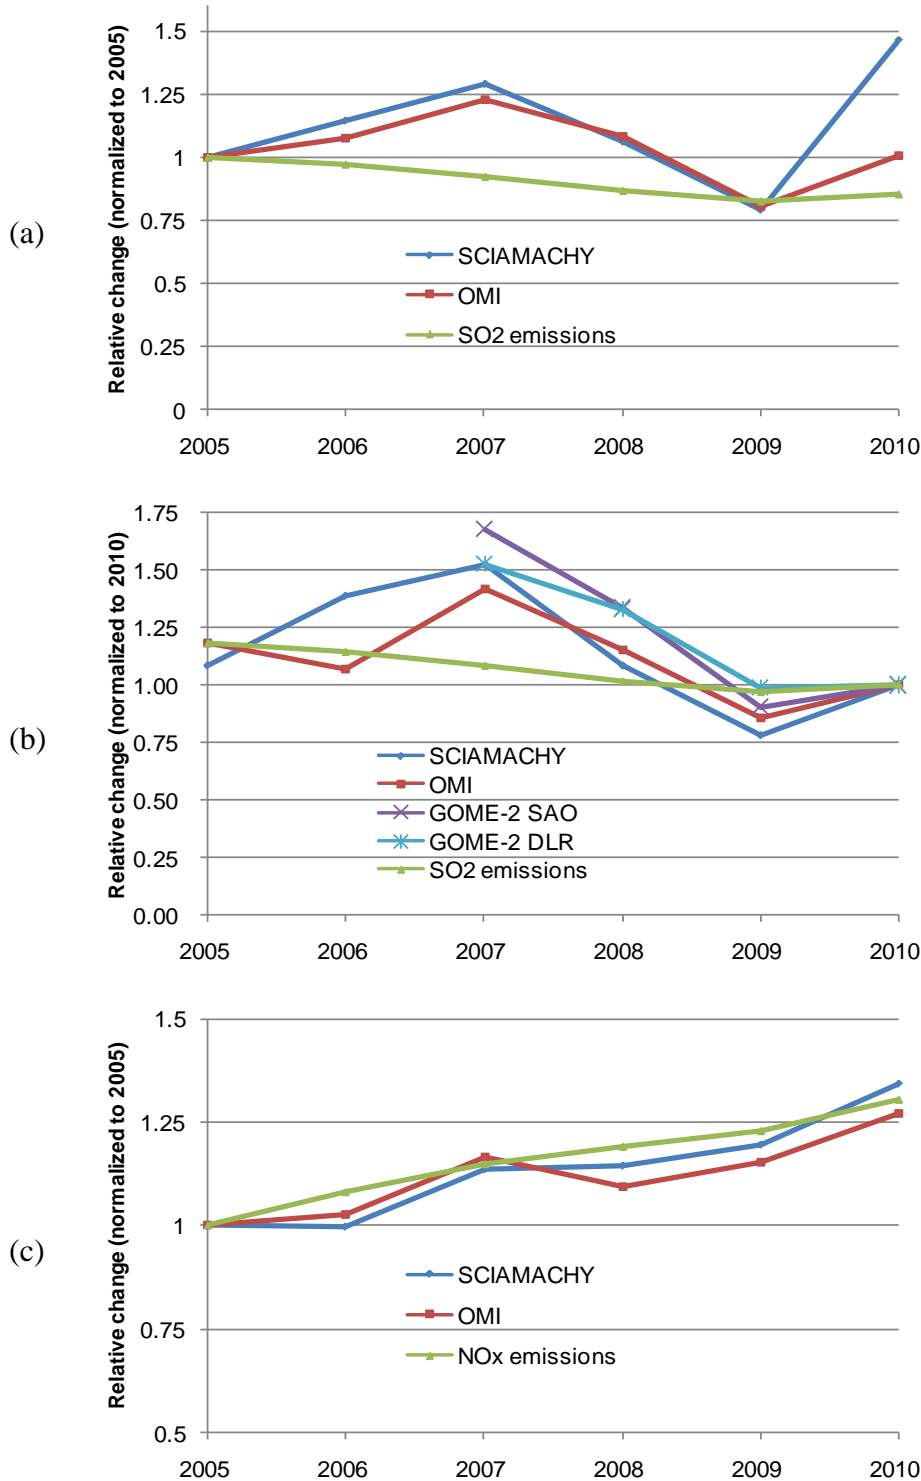 (a)
Relative change (normalized to 2005)
1.5
1.25
1
0.75
0.5
0.25
0
SCIAMACHY
OMI
SO2 emissions
2005 2006 2007 2008 2009 2010
(b)
Relative change (normalized to 2010)
1.75
1.50
1.25
1.00
0.75
0.50
0.25
0.00
SCIAMACHY
OMI
GOME-2 SAO
GOME-2 DLR
SO2 emissions
2005 2006 2007 2008 2009 2010
(c)
Relative change (normalized to 2005)
1.5
1.25
1
0.75
0.5
SCIAMACHY
OMI
NOx emissions
2005 2006 2007 2008 2009 2010